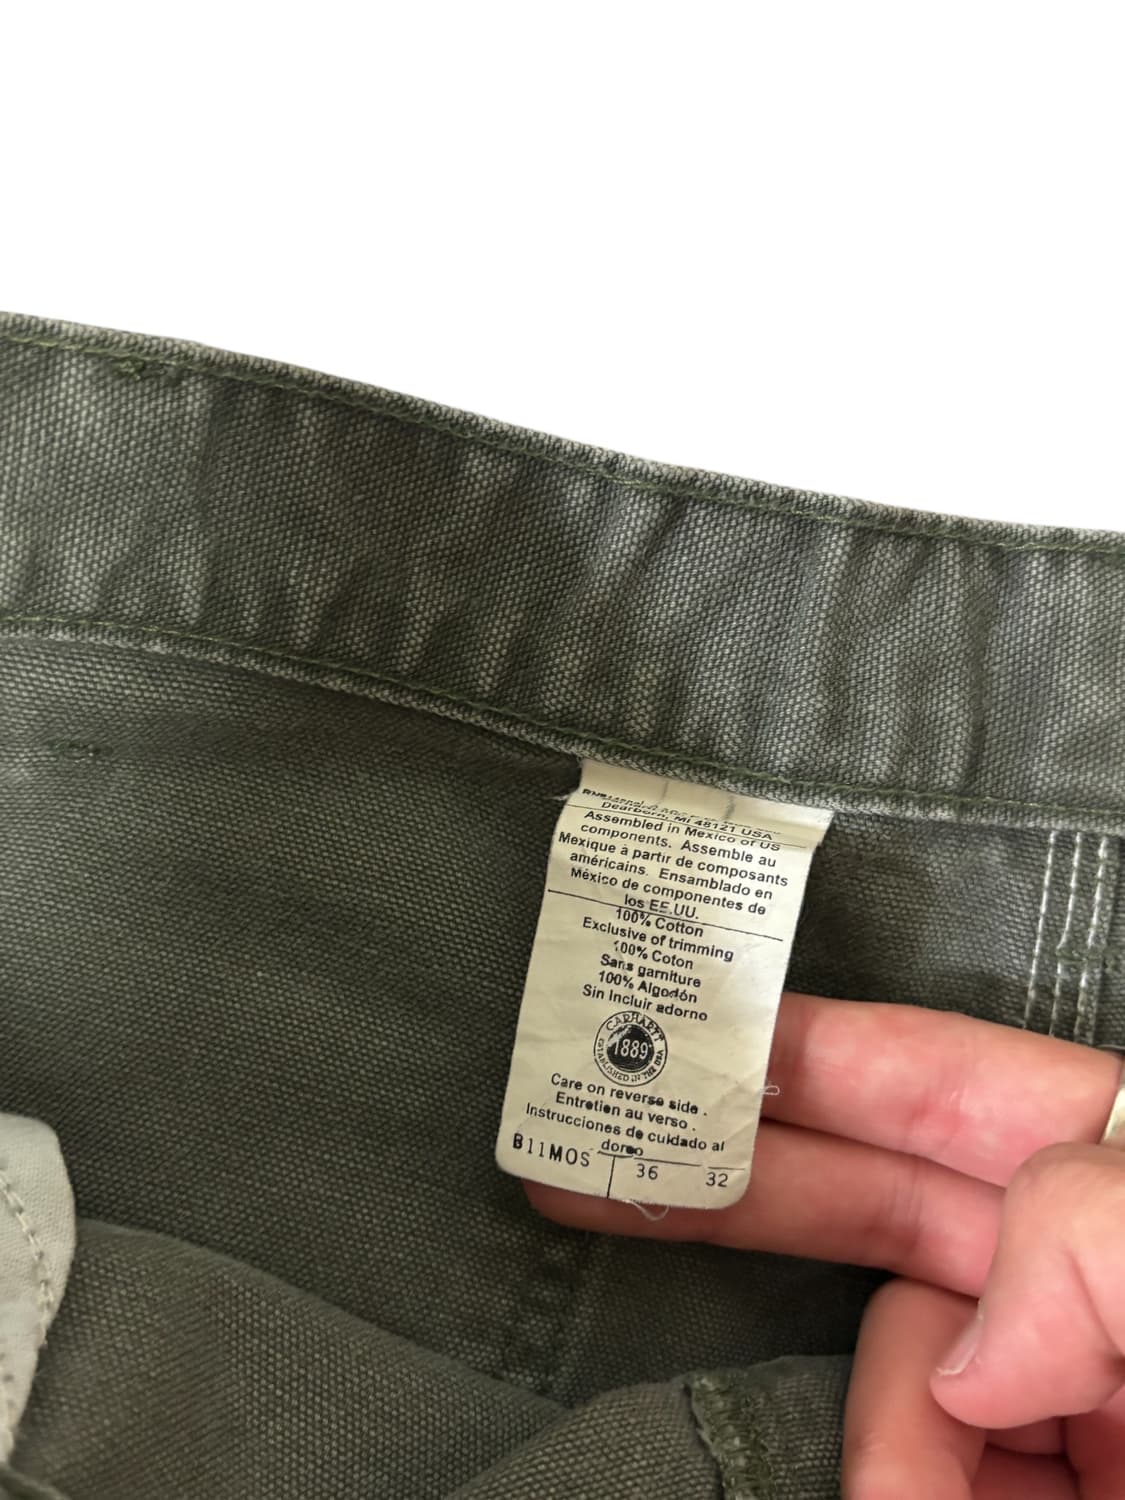 Dearborn, MI 48121 USA
Assembled in Mexico of US
components. Assemble au
Mexique à partir de composants
américains. Ensamblado en
México de componentes de
los EE.UU.
100% Cotton
Exclusive of trimming
100% Coton
Sans garniture
100% Algodón
Sin Incluir adorno
CARHARTT
1889
ESTABLISHED IN THE USA
Care on reverse side .
Entretien au verso .
Instrucciones de cuidado al
dorso
B11MOS 36 32